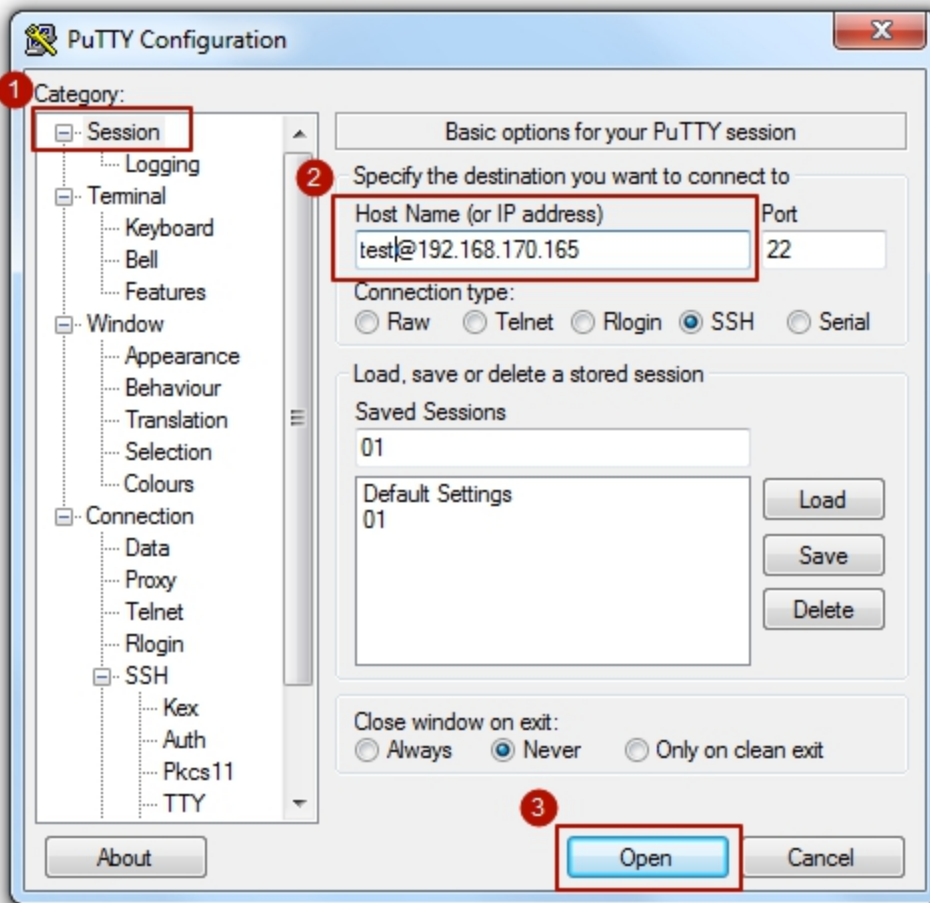 PuTTY Configuration
X
1
Category:
Session
Logging
Terminal
Keyboard
Bell
Features
Window
Appearance
Behaviour
Translation
Selection
Colours
Connection
Data
Proxy
Telnet
Rlogin
SSH
Kex
Auth
Pkcs11
TTY
Basic options for your PuTTY session
2
Specify the destination you want to connect to
Host Name (or IP address) Port
test@192.168.170.165 22
Connection type:
Raw Telnet Rlogin SSH Serial
Load, save or delete a stored session
Saved Sessions
01
Default Settings
01
Load
Save
Delete
Close window on exit:
Always Never Only on clean exit
3
About Open Cancel